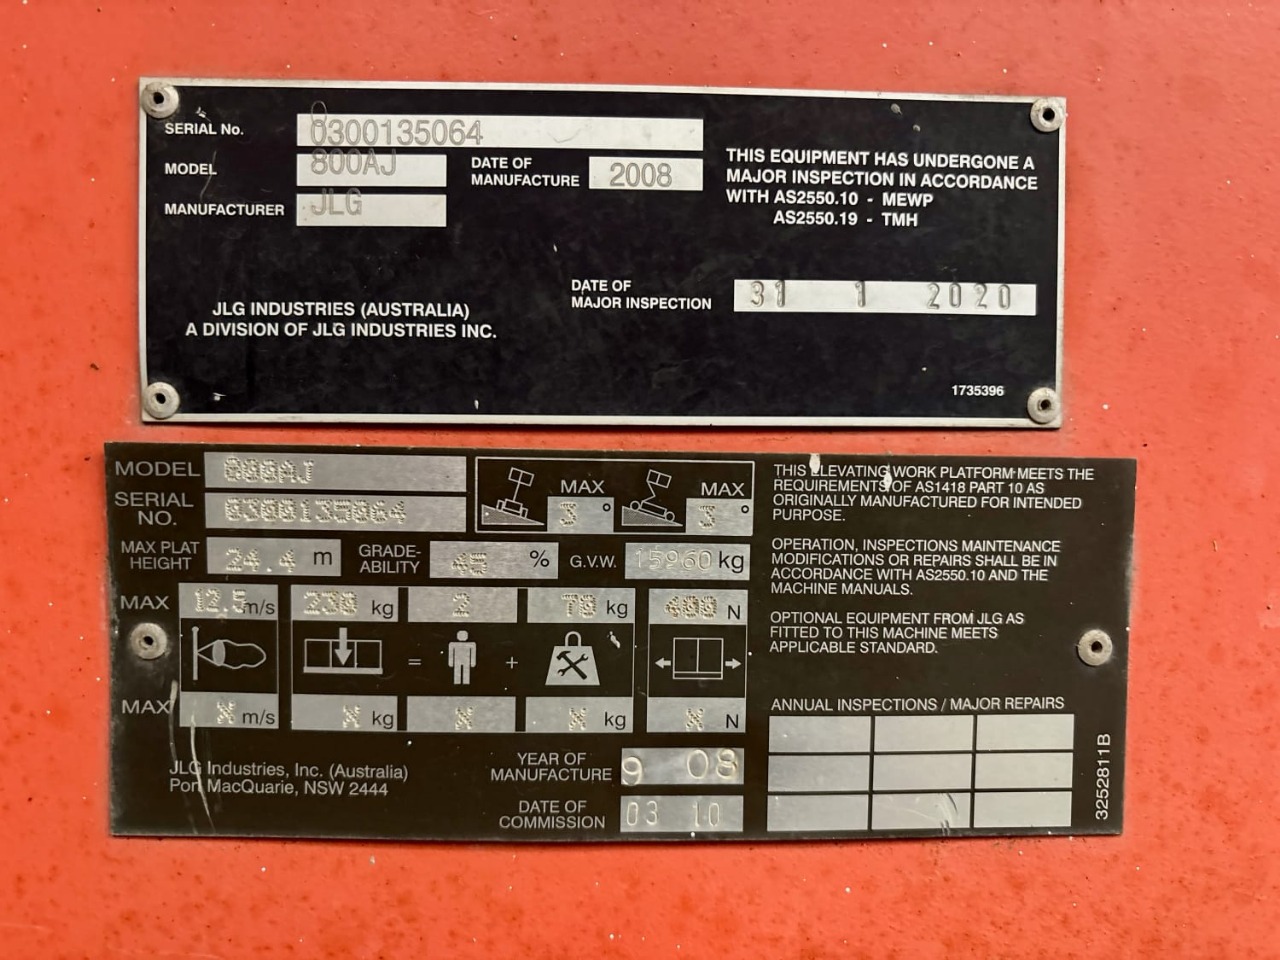 SERIAL No. 0300135064
MODEL 800AJ DATE OF MANUFACTURE 2008
MANUFACTURER JLG
THIS EQUIPMENT HAS UNDERGONE A
MAJOR INSPECTION IN ACCORDANCE
WITH AS2550.10 - MEWP
AS2550.19 - TMH
DATE OF
MAJOR INSPECTION 31 1 2020
JLG INDUSTRIES (AUSTRALIA)
A DIVISION OF JLG INDUSTRIES INC.
1735396
MODEL 800AJ
SERIAL
NO. 0300135064
MAX 3° MAX 3°
MAX PLAT
HEIGHT 24.4 m GRADE-
ABILITY 45 % G.V.W. 15960 kg
MAX 12.5 m/s 230 kg 2 70 kg 400 N
= +
MAX X m/s X kg X X kg X N
JLG Industries, Inc. (Australia)
Port MacQuarie, NSW 2444
YEAR OF
MANUFACTURE 9 08
DATE OF
COMMISSION 03 10
THIS ELEVATING WORK PLATFORM MEETS THE
REQUIREMENTS OF AS1418 PART 10 AS
ORIGINALLY MANUFACTURED FOR INTENDED
PURPOSE.
OPERATION, INSPECTIONS MAINTENANCE
MODIFICATIONS OR REPAIRS SHALL BE IN
ACCORDANCE WITH AS2550.10 AND THE
MACHINE MANUALS.
OPTIONAL EQUIPMENT FROM JLG AS
FITTED TO THIS MACHINE MEETS
APPLICABLE STANDARD.
ANNUAL INSPECTIONS / MAJOR REPAIRS
3252811B